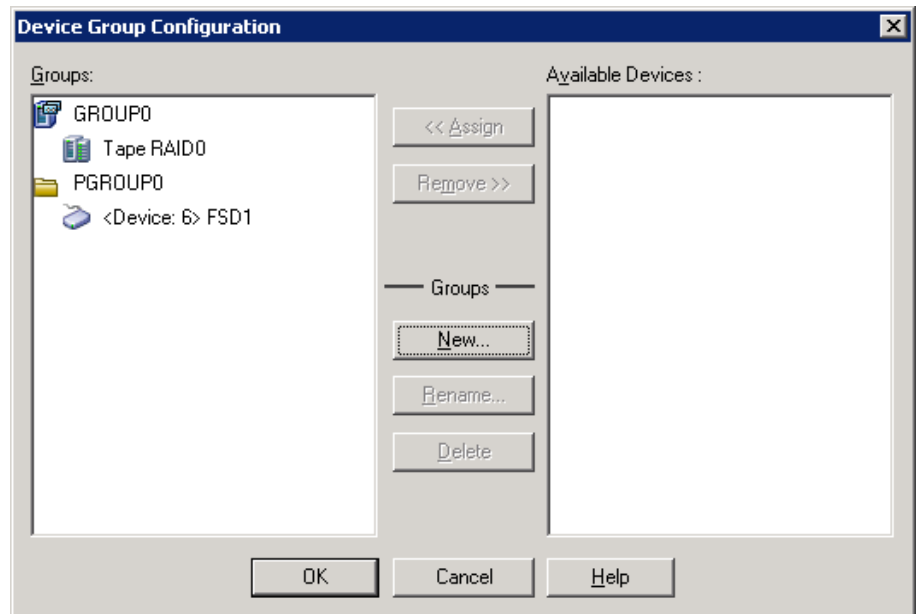 Device Group Configuration
Groups:
Available Devices :
GROUP0
Tape RAID0
PGROUP0
<Device: 6> FSD1
<< Assign
Remove >>
Groups
New...
Rename...
Delete
OK
Cancel
Help